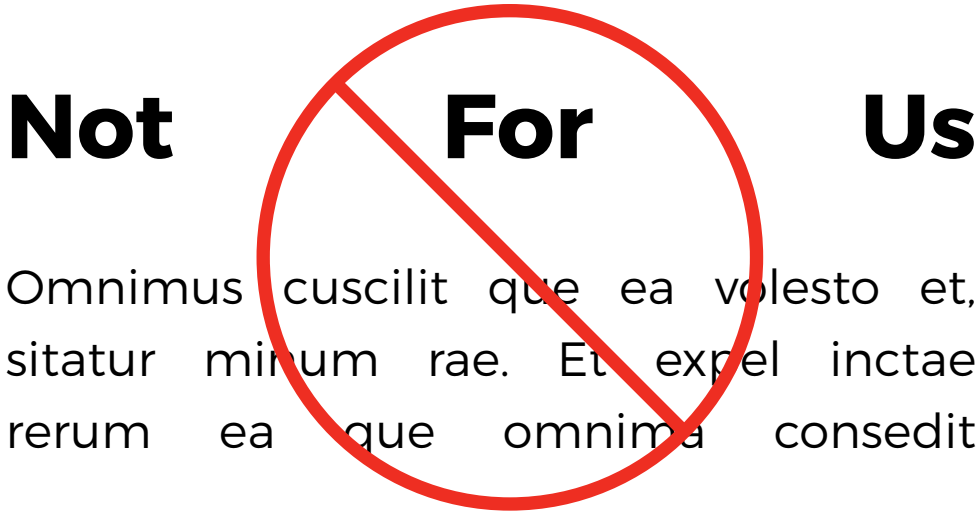 Not For Us
Omnimus cuscilit que ea volesto et,
sitatur minum rae. Et expel inctae
rerum ea que omnima consedit